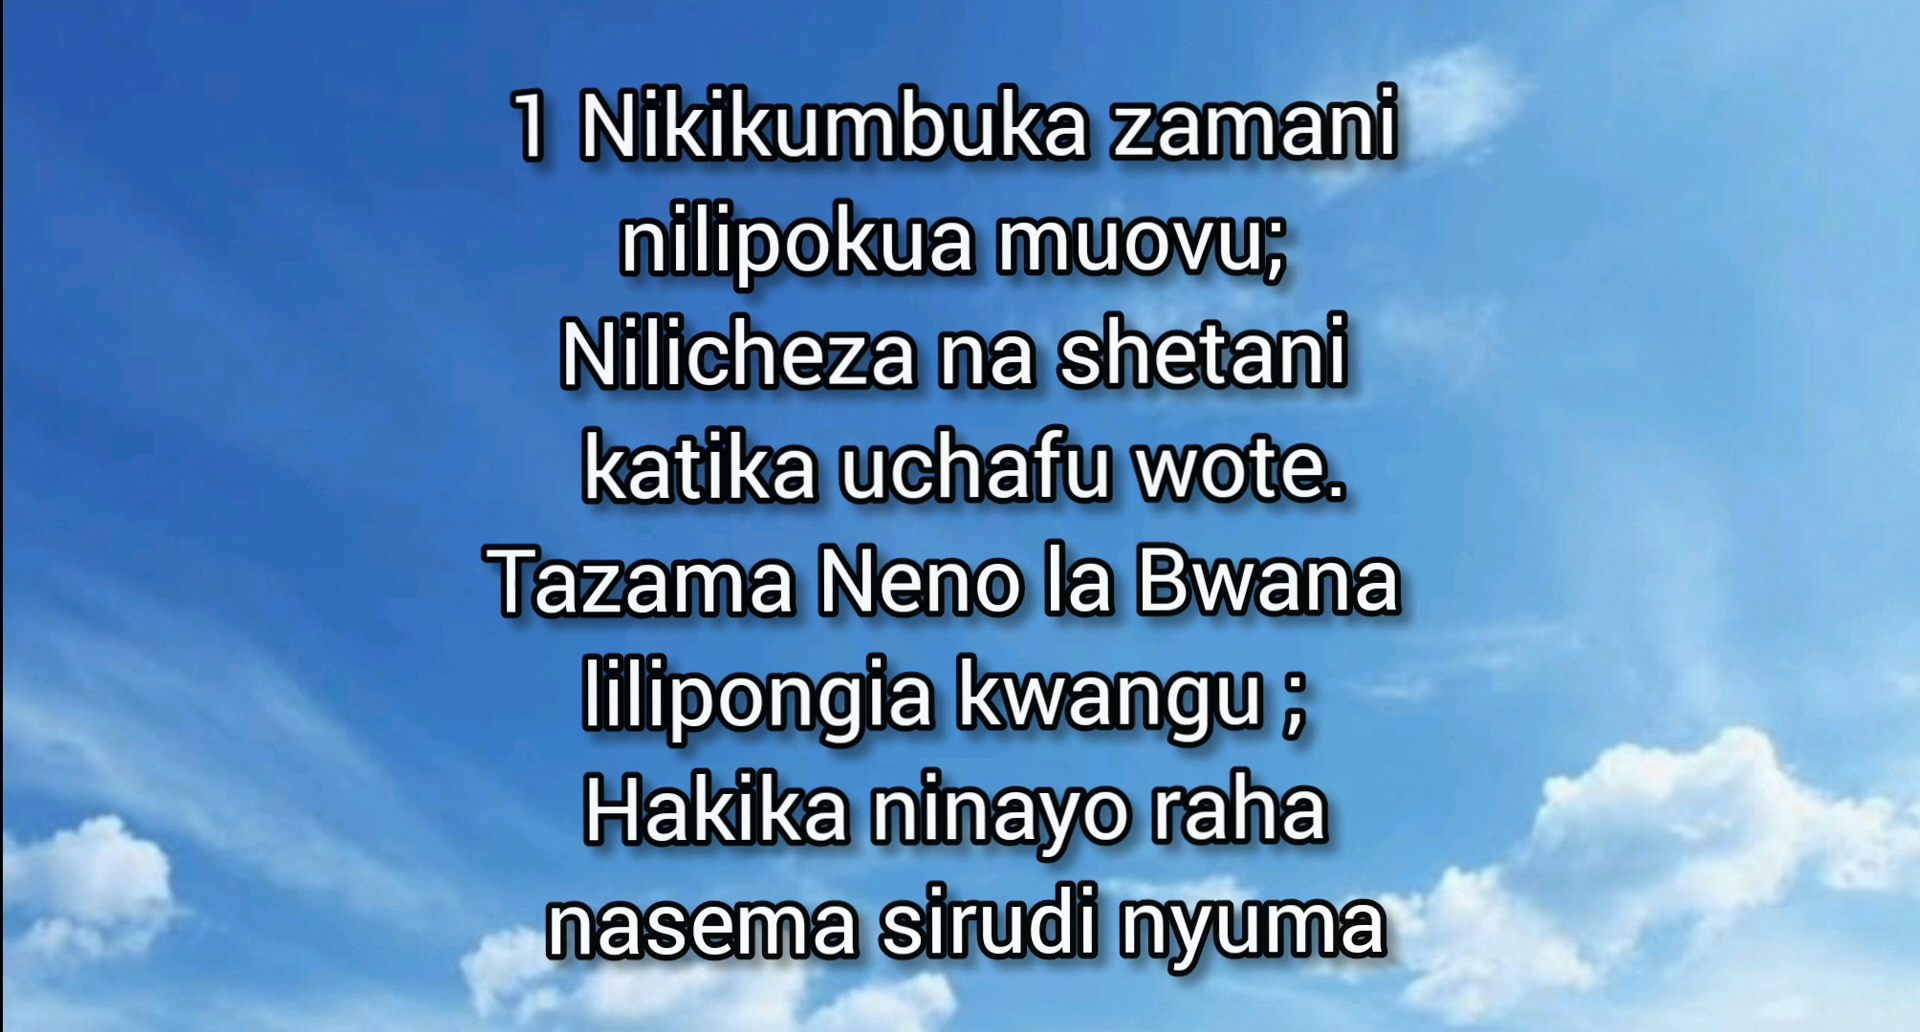 1 Nikikumbuka zamani
nilipokua muovu;
Nilicheza na shetani
katika uchafu wote.
Tazama Neno la Bwana
lilipongia kwangu ;
Hakika ninayo raha
nasema sirudi nyuma